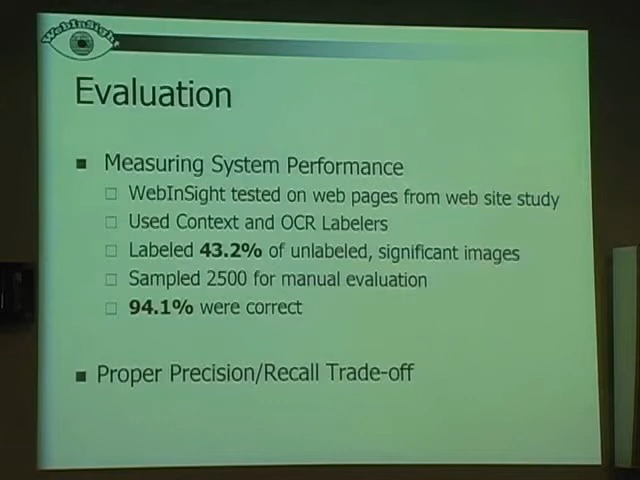 WebInSight
Evaluation
Measuring System Performance
WebInSight tested on web pages from web site study
Used Context and OCR Labelers
Labeled 43.2% of unlabeled, significant images
Sampled 2500 for manual evaluation
94.1% were correct
Proper Precision/Recall Trade-off